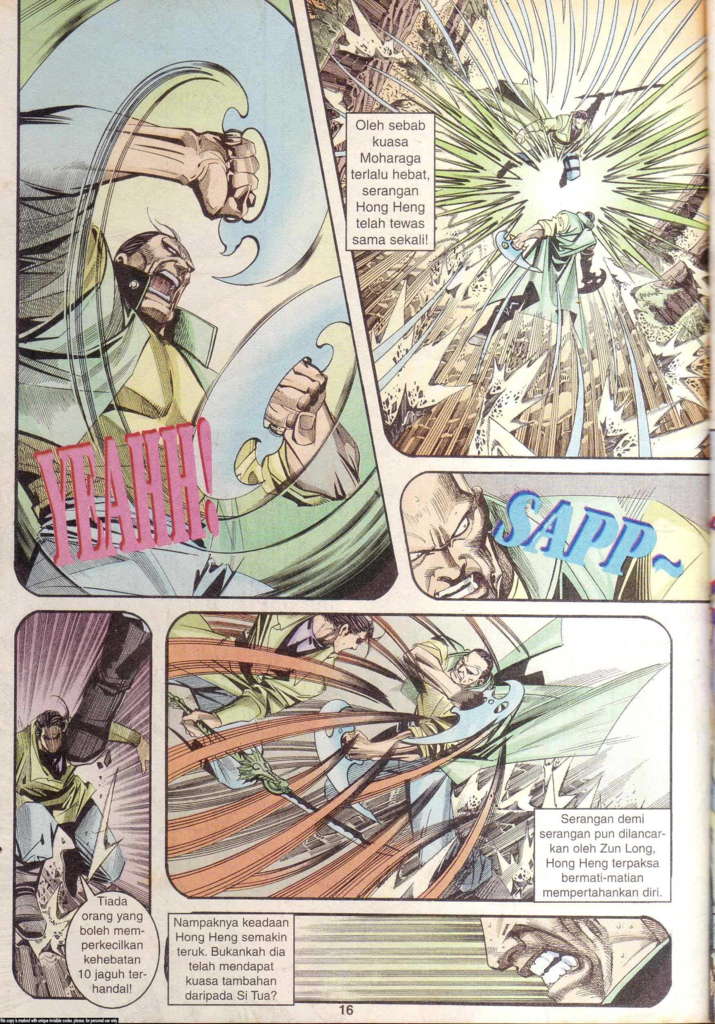 Oleh sebab
kuasa
Moharaga
terlalu hebat,
serangan
Hong Heng
telah tewas
sama sekali!
YEAHH!
SAPP~
Serangan demi
serangan pun dilancar-
kan oleh Zun Long,
Hong Heng terpaksa
bermati-matian
mempertahankan diri.
Tiada
orang yang
boleh mem-
perkecilkan
kehebatan
10 jaguh ter-
handal!
Nampaknya keadaan
Hong Heng semakin
teruk. Bukankah dia
telah mendapat
kuasa tambahan
daripada Si Tua?
16